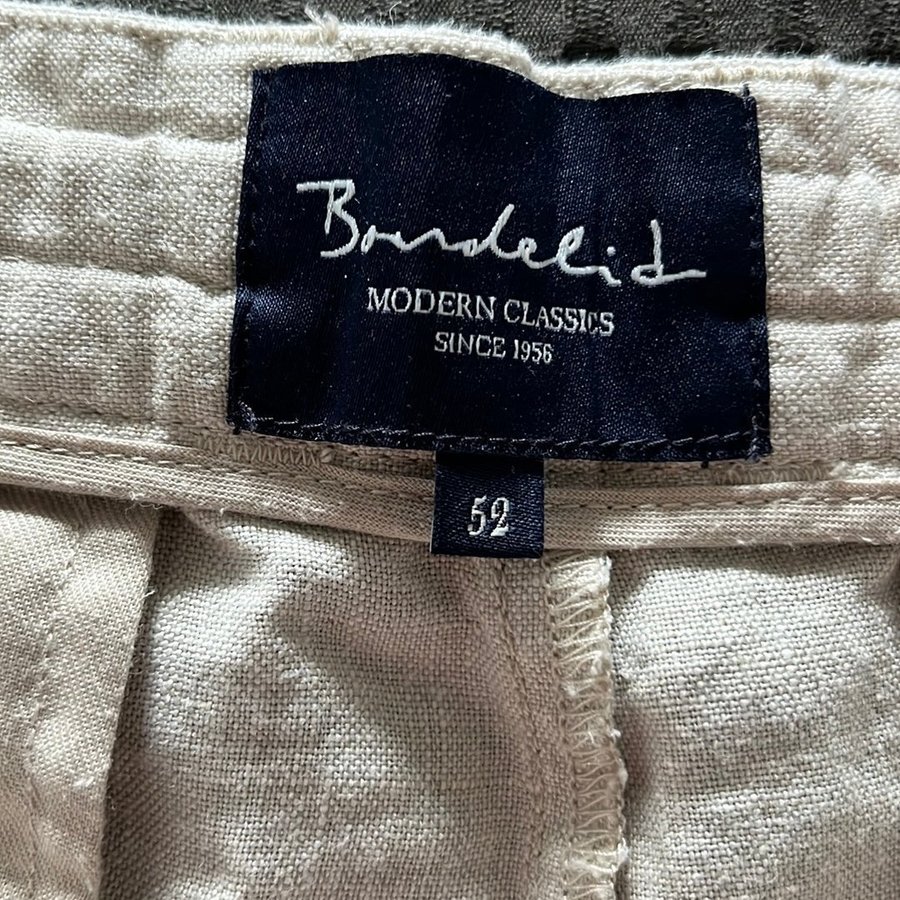 Bondelid
MODERN CLASSICS
SINCE 1956
52